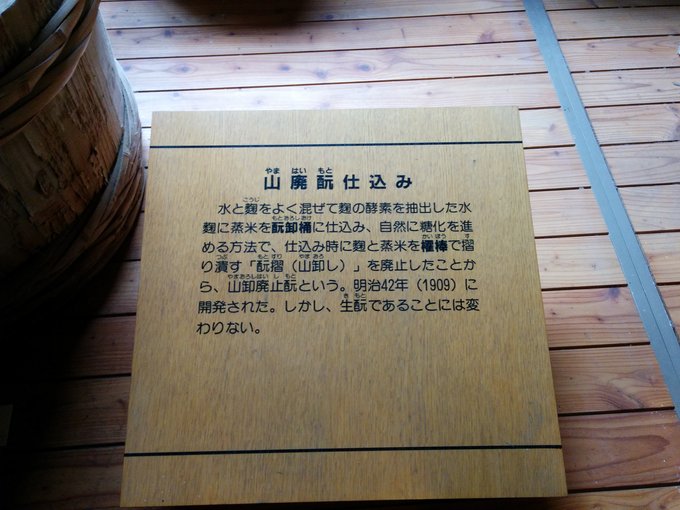 山廃酛仕込み
水と麹をよく混ぜて麹の酵素を抽出した水
麹に蒸米を酛卸桶に仕込み、自然に糖化を進
める方法で、仕込み時に麹と蒸米を櫂棒で摺
り潰す「酛摺（山卸し）」を廃止したことか
ら、山卸廃止酛という。明治42年（1909）に
開発された。しかし、生酛であることには変
わりない。